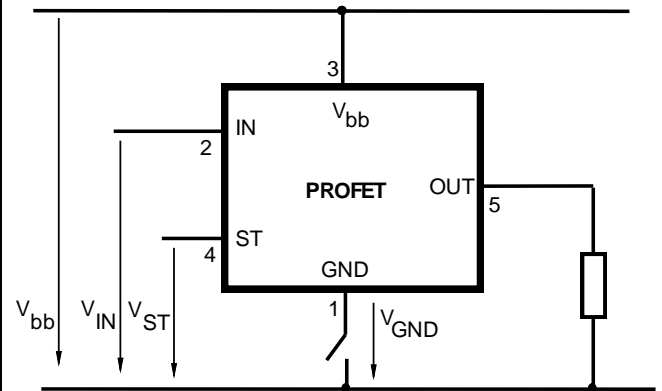 3
V_bb
IN
2
PROFET
OUT
5
ST
4
GND
V_bb
V_IN
V_ST
1
V_GND